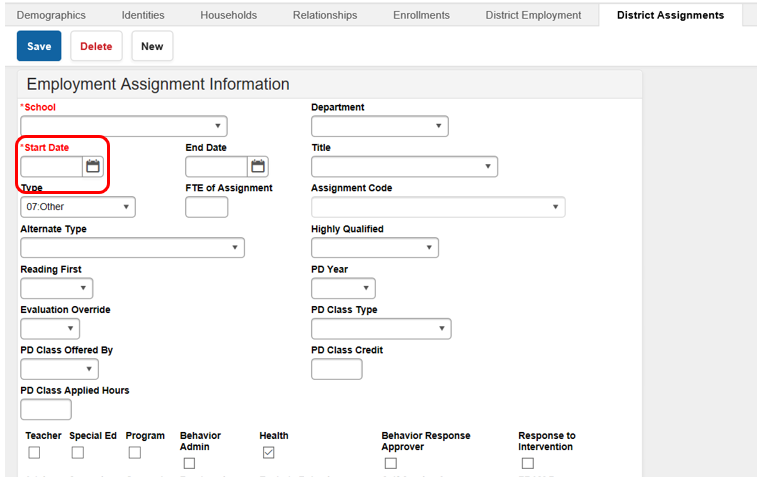 Demographics Identities Households Relationships Enrollments District Employment District Assignments
Save Delete New
Employment Assignment Information
*School Department
*Start Date End Date Title
Type FTE of Assignment Assignment Code
07:Other
Alternate Type Highly Qualified
Reading First PD Year
Evaluation Override PD Class Type
PD Class Offered By PD Class Credit
PD Class Applied Hours
Teacher Special Ed Program Behavior Health Behavior Response Response to
Admin Approver Intervention